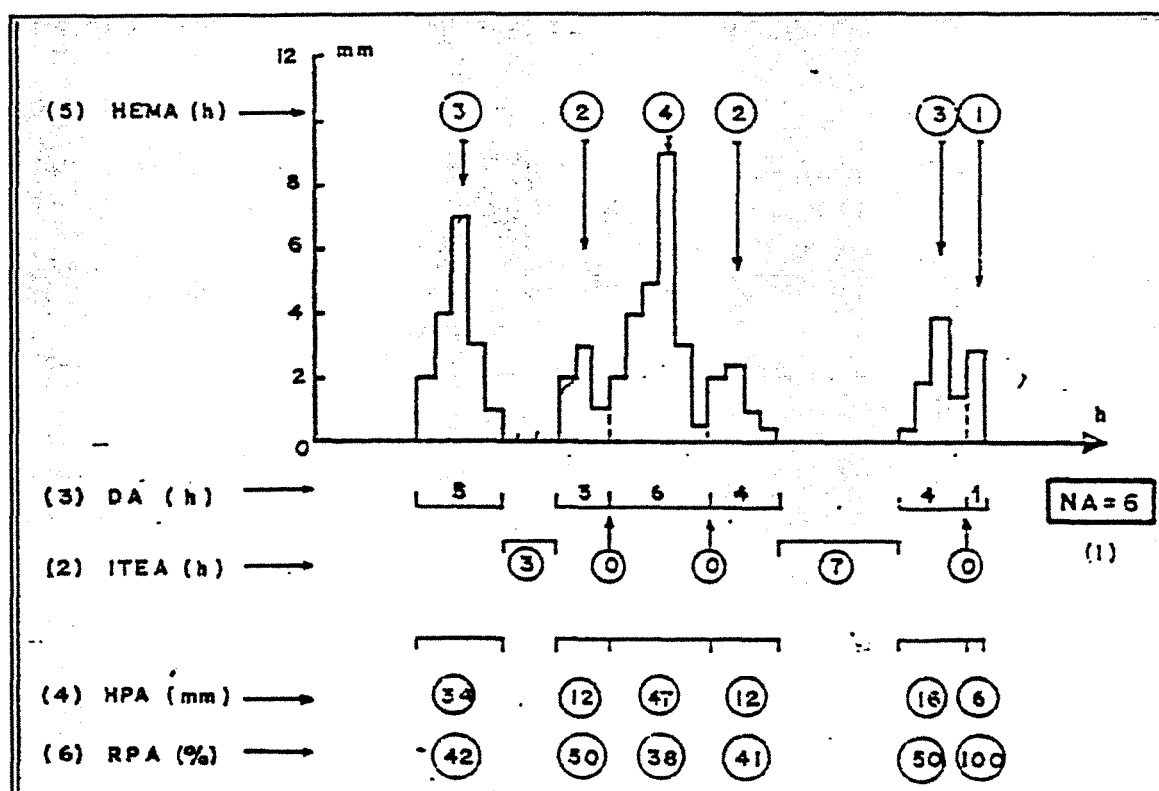 12 mm
(5) HEMA (h) 3 2 4 2 3 1
8
6
4
2
0 h
(3) DA (h) 5 3 6 4 4 1 NA = 6
(2) ITEA (h) 3 0 0 7 0 (1)
(4) HPA (mm) 34 12 47 12 16 6
(6) RPA (%) 42 50 38 41 50 100